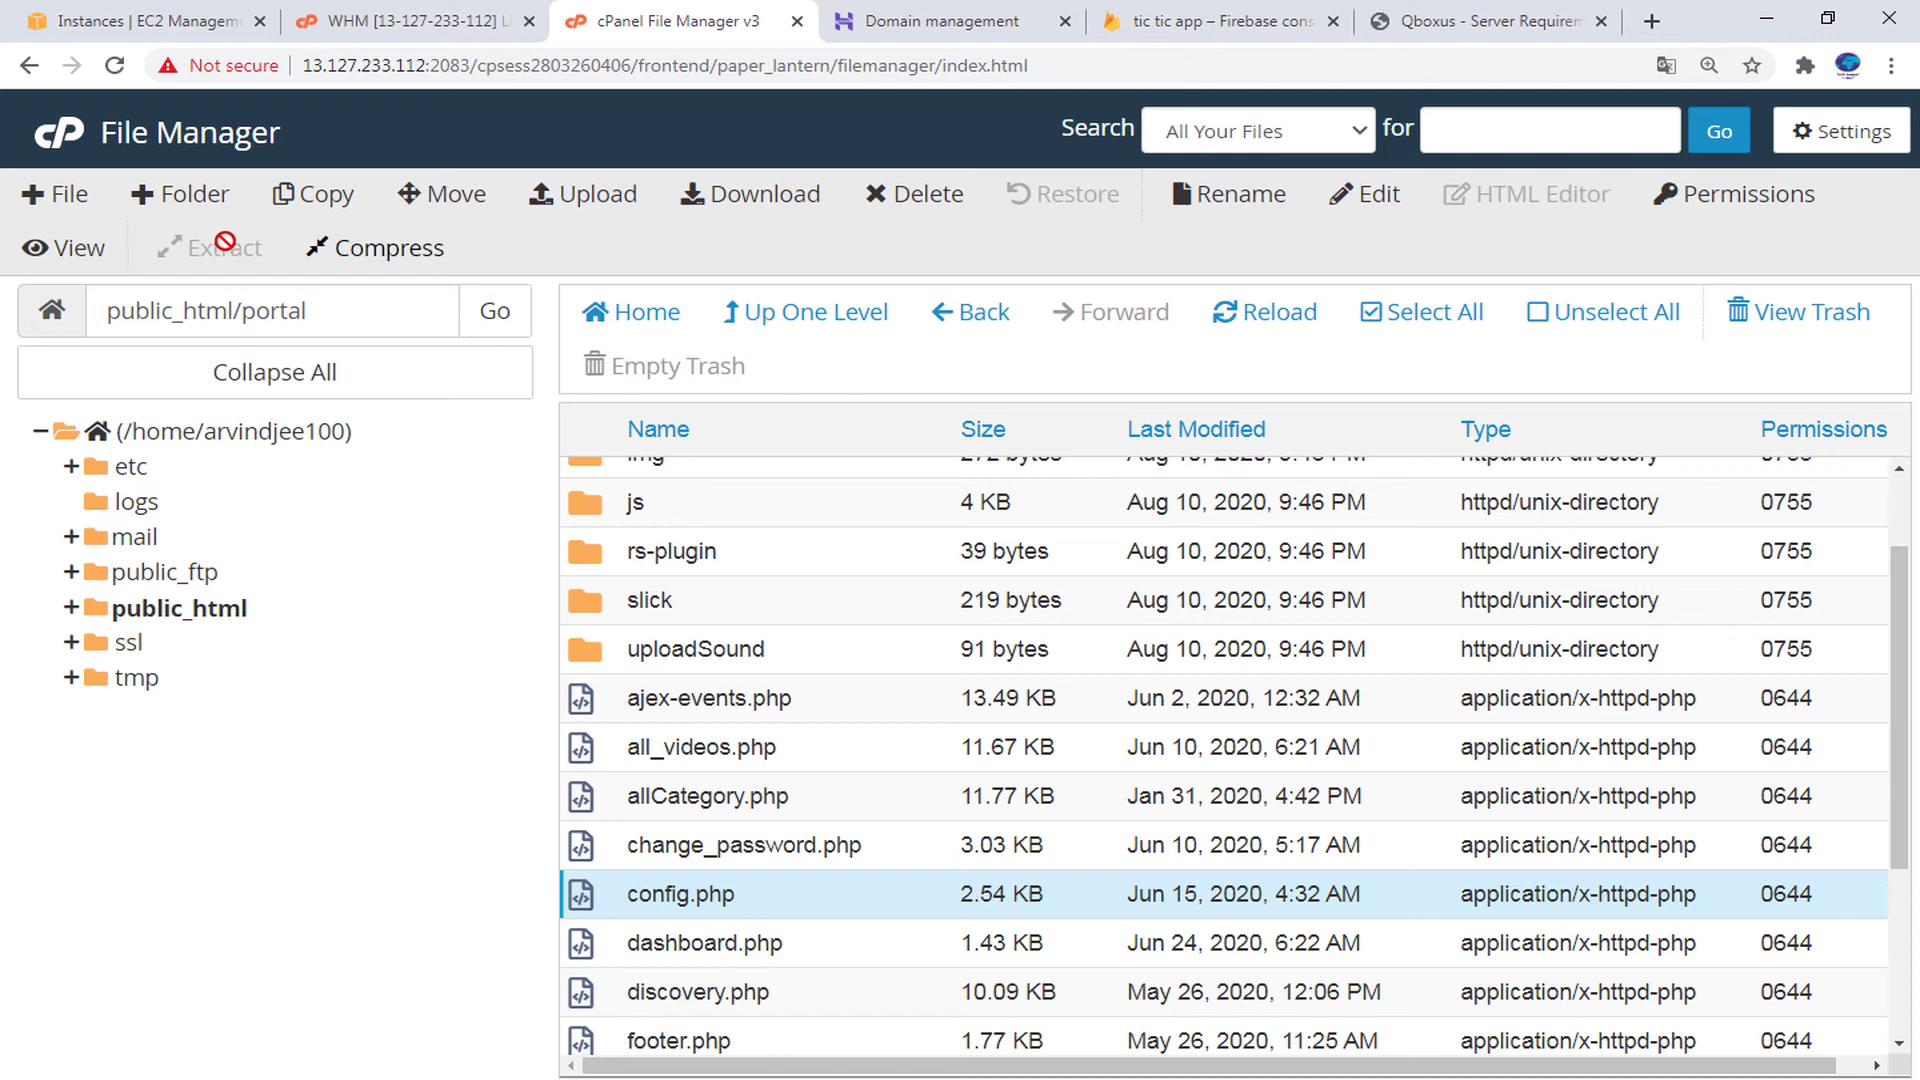 Instances | EC2 Managem
WHM [13-127-233-112] Li
cPanel File Manager v3
Domain management
tic tic app – Firebase cons
Qboxus - Server Requirem
Not secure
13.127.233.112:2083/cpsess2803260406/frontend/paper_lantern/filemanager/index.html
cP File Manager
Search All Your Files for Go Settings
File Folder Copy Move Upload Download Delete Restore Rename Edit HTML Editor Permissions
View Extract Compress
public_html/portal Go
Home Up One Level Back Forward Reload Select All Unselect All View Trash
Empty Trash
Collapse All
(/home/arvindjee100)
etc
logs
mail
public_ftp
public_html
ssl
tmp
Name Size Last Modified Type Permissions
js 4 KB Aug 10, 2020, 9:46 PM httpd/unix-directory 0755
rs-plugin 39 bytes Aug 10, 2020, 9:46 PM httpd/unix-directory 0755
slick 219 bytes Aug 10, 2020, 9:46 PM httpd/unix-directory 0755
uploadSound 91 bytes Aug 10, 2020, 9:46 PM httpd/unix-directory 0755
ajex-events.php 13.49 KB Jun 2, 2020, 12:32 AM application/x-httpd-php 0644
all_videos.php 11.67 KB Jun 10, 2020, 6:21 AM application/x-httpd-php 0644
allCategory.php 11.77 KB Jan 31, 2020, 4:42 PM application/x-httpd-php 0644
change_password.php 3.03 KB Jun 10, 2020, 5:17 AM application/x-httpd-php 0644
config.php 2.54 KB Jun 15, 2020, 4:32 AM application/x-httpd-php 0644
dashboard.php 1.43 KB Jun 24, 2020, 6:22 AM application/x-httpd-php 0644
discovery.php 10.09 KB May 26, 2020, 12:06 PM application/x-httpd-php 0644
footer.php 1.77 KB May 26, 2020, 11:25 AM application/x-httpd-php 0644